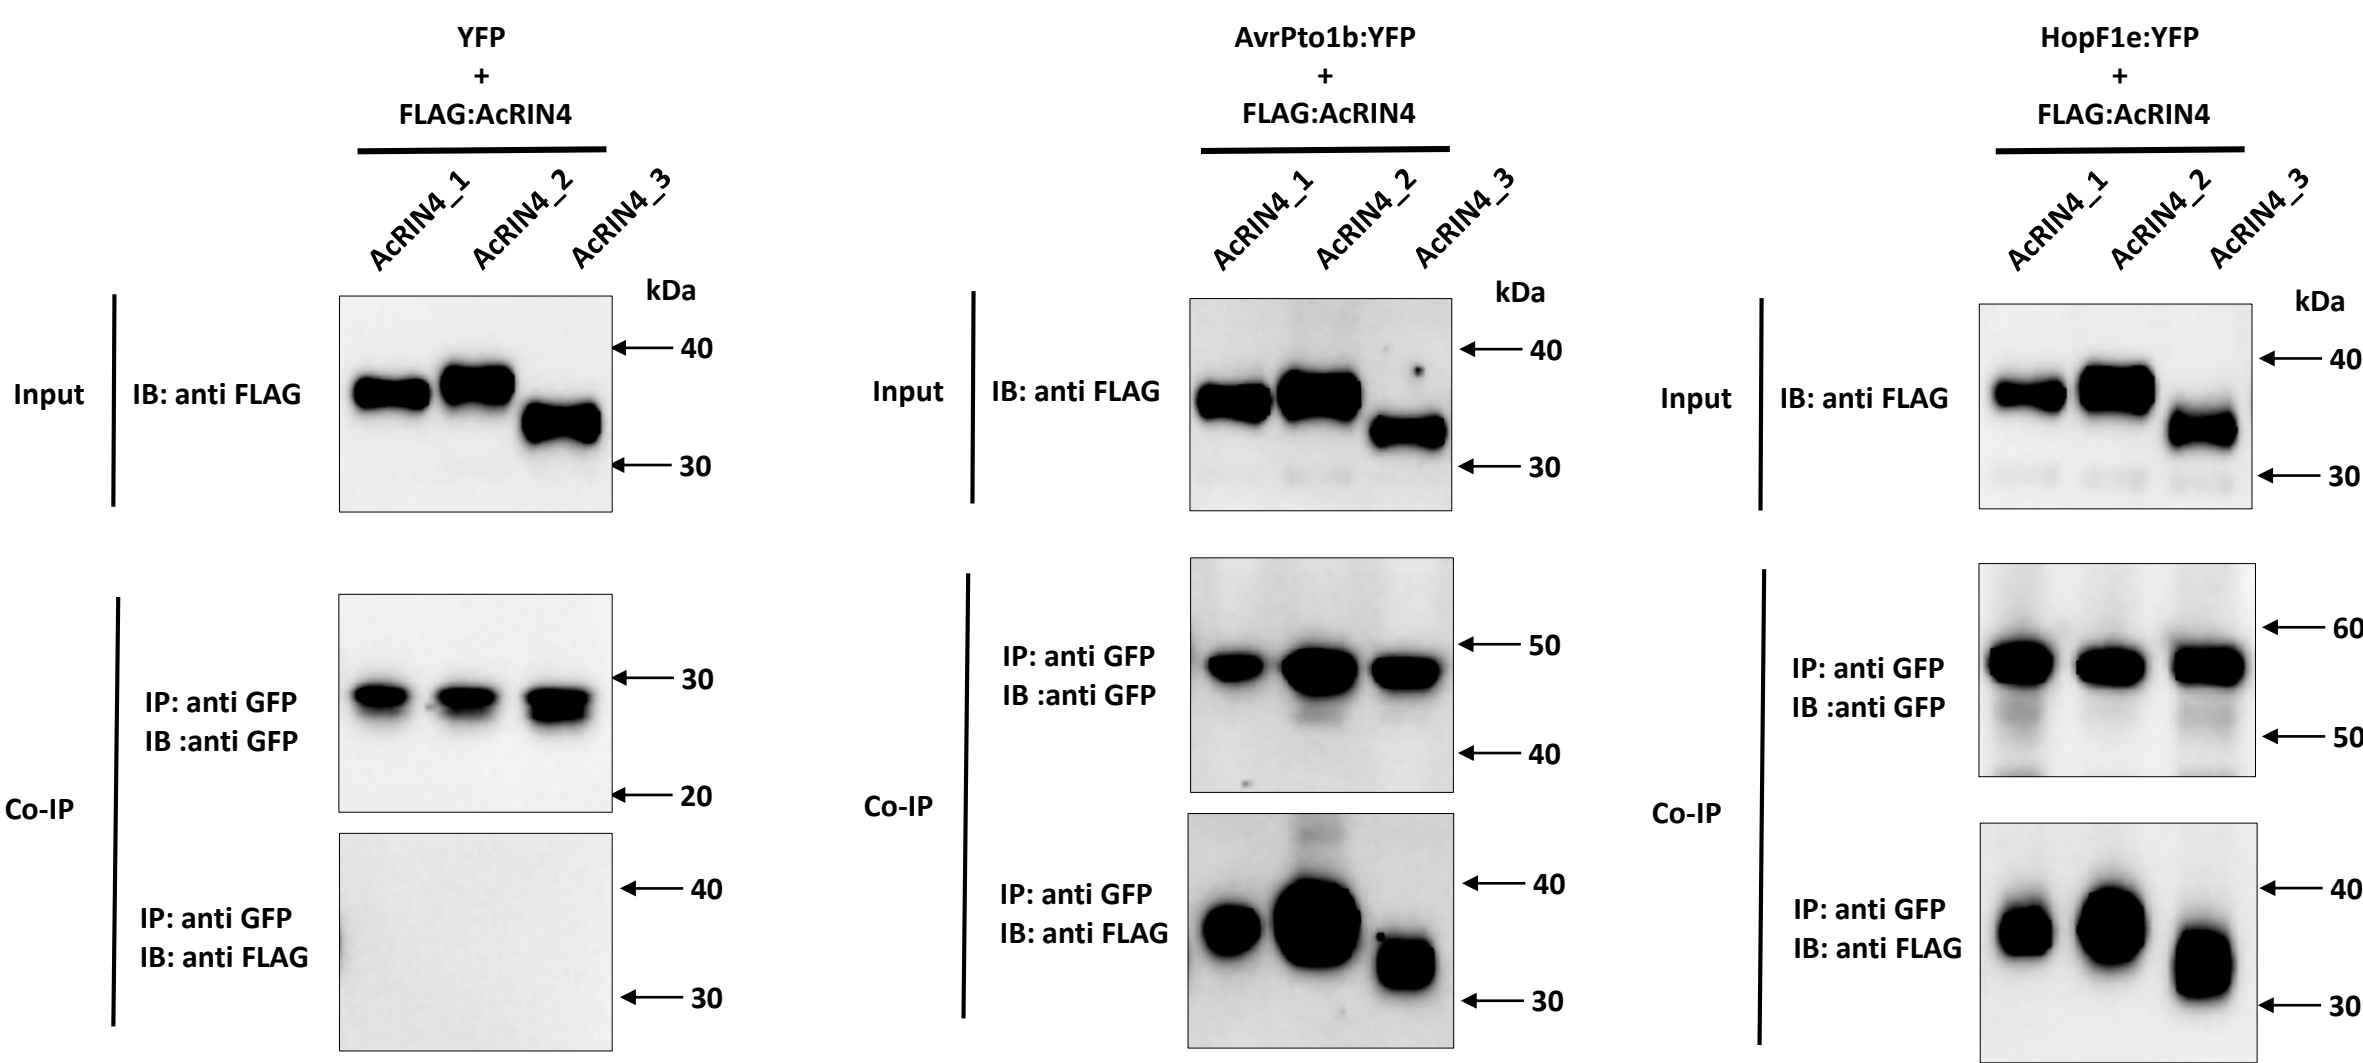 YFP
+
FLAG:AcRIN4
AcRIN4_1
AcRIN4_2
AcRIN4_3
kDa
40
30
Input
IB: anti FLAG
IP: anti GFP
IB :anti GFP
30
20
Co-IP
IP: anti GFP
IB: anti FLAG
40
30
AvrPto1b:YFP
+
FLAG:AcRIN4
AcRIN4_1
AcRIN4_2
AcRIN4_3
kDa
40
30
Input
IB: anti FLAG
IP: anti GFP
IB :anti GFP
50
40
Co-IP
IP: anti GFP
IB: anti FLAG
40
30
HopF1e:YFP
+
FLAG:AcRIN4
AcRIN4_1
AcRIN4_2
AcRIN4_3
kDa
40
30
Input
IB: anti FLAG
IP: anti GFP
IB :anti GFP
60
50
Co-IP
IP: anti GFP
IB: anti FLAG
40
30